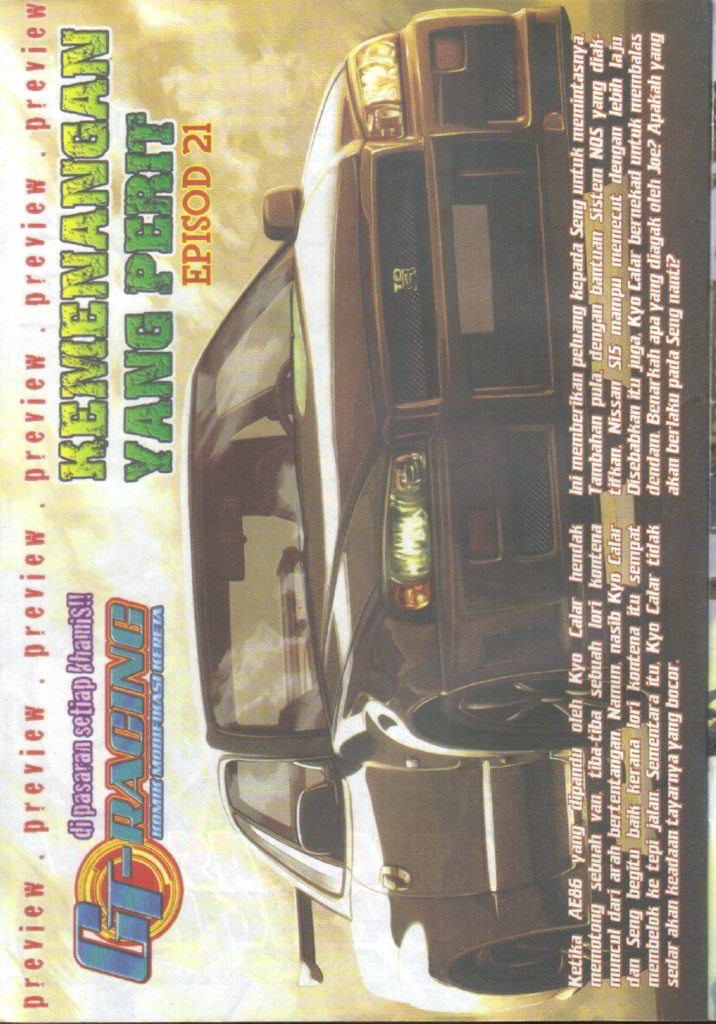 preview . preview . preview . preview . preview . preview
di pasaran setiap khamis!!
GT-RACING
KOMIK MODIFIKASI KERETA
KEMENANGAN
YANG PERIT
EPISOD 21
GT
R
Ketika AE86 yang dipandu oleh Kyo Calar hendak
memotong sebuah van, tiba-tiba sebuah lori kontena
muncul dari arah bertentangan. Namun, nasib Kyo Calar
dan Seng begitu baik kerana lori kontena itu sempat
membelok ke tepi jalan. Sementara itu, Kyo Calar tidak
sedar akan keadaan tayarnya yang bocor.
Ini memberikan peluang kepada Seng untuk memintasnya.
Tambahan pula, dengan bantuan Sistem NOS yang diak-
tifkan, Nissan S15 mampu memecut dengan lebih laju.
Disebabkan itu juga, Kyo Calar bernekad untuk membalas
dendam. Benarkah apa yang diagak oleh Joe? Apakah yang
akan berlaku pada Seng nanti?